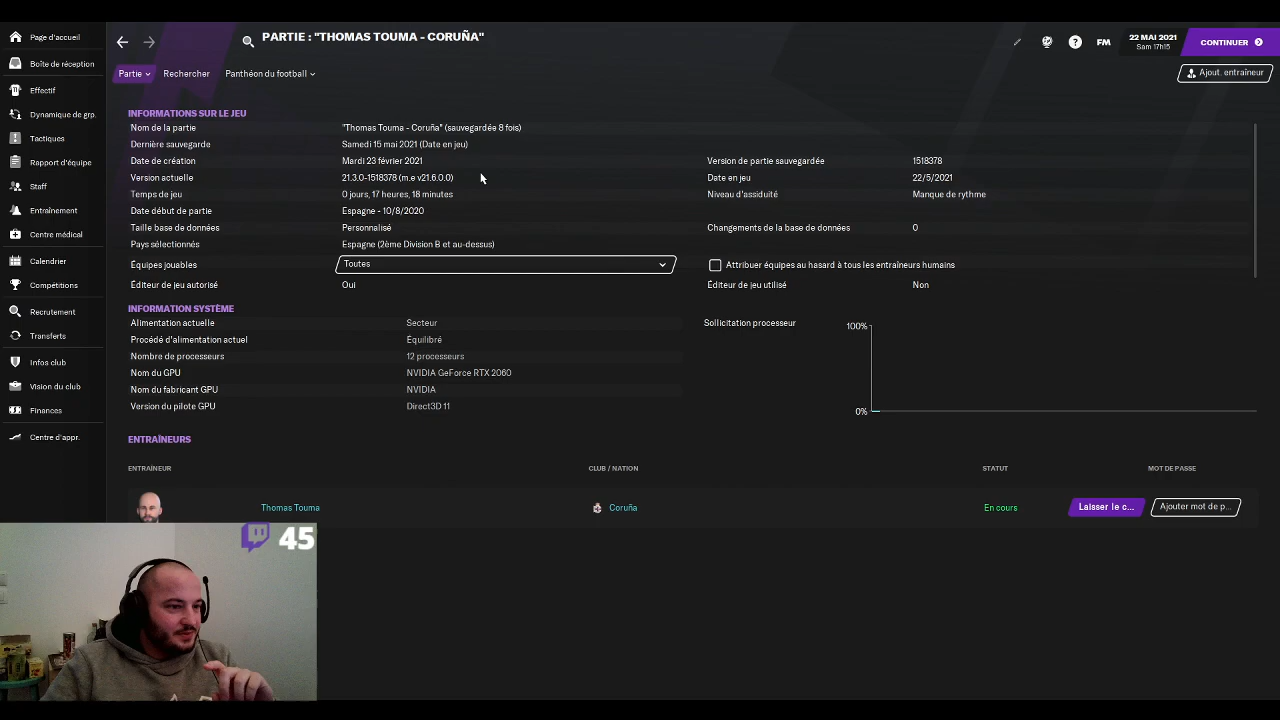 Page d'accueil
Boîte de réception
Effectif
Dynamique de grp.
Tactiques
Rapport d'équipe
Staff
Entraînement
Centre médical
Calendrier
Compétitions
Recrutement
Transferts
Infos club
Vision du club
Finances
Centre d'appr.
PARTIE : "THOMAS TOUMA - CORUÑA"
? FM 22 MAI 2021 Sam 17h15 CONTINUER
Partie Rechercher Panthéon du football Ajout. entraîneur
INFORMATIONS SUR LE JEU
Nom de la partie "Thomas Touma - Coruña" (sauvegardée 8 fois)
Dernière sauvegarde Samedi 15 mai 2021 (Date en jeu)
Date de création Mardi 23 février 2021 Version de partie sauvegardée 1518378
Version actuelle 21.3.0-1518378 (m.e v21.6.0.0) Date en jeu 22/5/2021
Temps de jeu 0 jours, 17 heures, 18 minutes Niveau d'assiduité Manque de rythme
Date début de partie Espagne - 10/8/2020
Taille base de données Personnalisé Changements de la base de données 0
Pays sélectionnés Espagne (2ème Division B et au-dessus)
Équipes jouables Toutes Attribuer équipes au hasard à tous les entraîneurs humains
Éditeur de jeu autorisé Oui Éditeur de jeu utilisé Non
INFORMATION SYSTÈME
Alimentation actuelle Secteur Sollicitation processeur 100%
Procédé d'alimentation actuel Équilibré
Nombre de processeurs 12 processeurs
Nom du GPU NVIDIA GeForce RTX 2060
Nom du fabricant GPU NVIDIA
Version du pilote GPU Direct3D 11 0%
ENTRAÎNEURS
ENTRAÎNEUR CLUB / NATION STATUT MOT DE PASSE
Thomas Touma Coruña En cours Laisser le c... Ajouter mot de p...
45